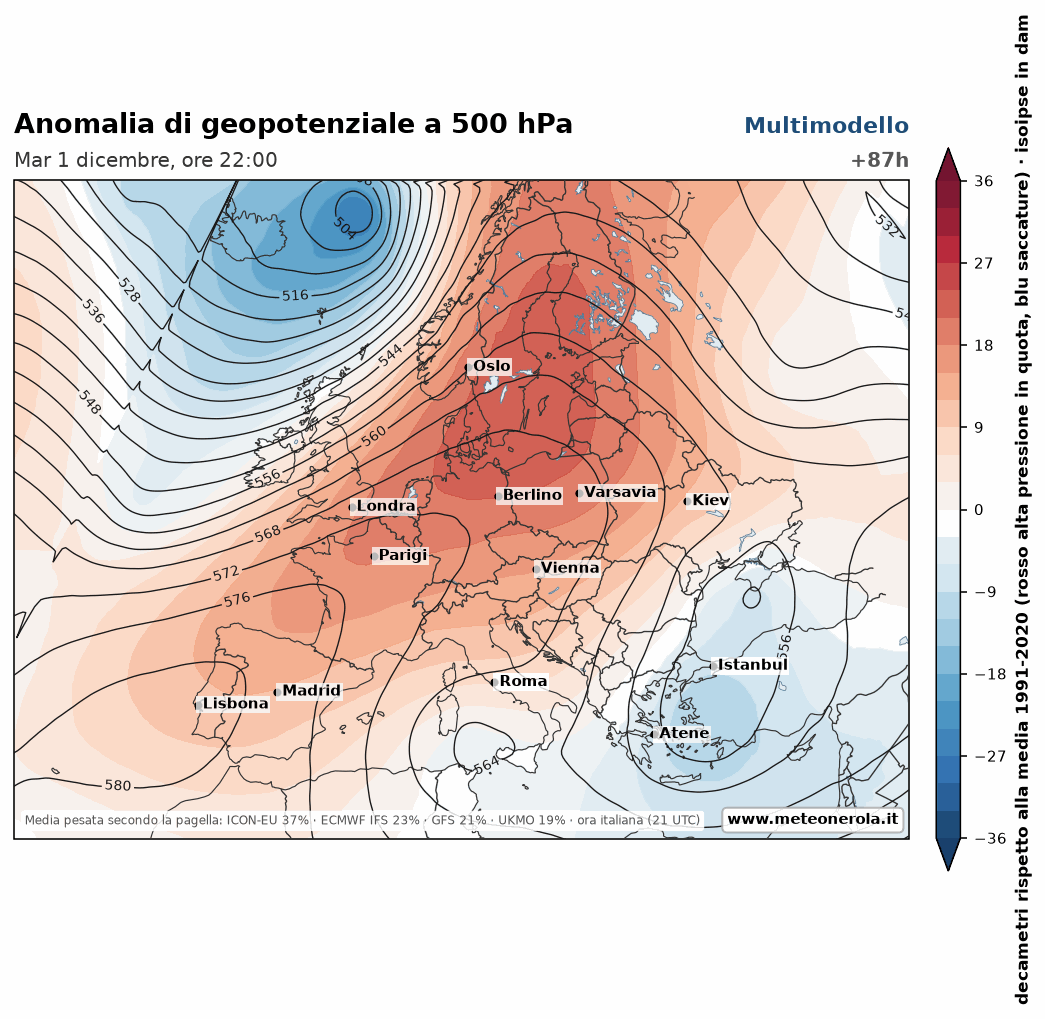 Anomalia di geopotenziale a 500 hPa
Multimodello
Mar 1 dicembre, ore 22:00
+87h
504
516
528
532
536
544
548
556
560
568
572
576
580
564
556
Oslo
Berlino
Varsavia
Kiev
Londra
Parigi
Vienna
Istanbul
Roma
Madrid
Lisbona
Atene
Media pesata secondo la pagella: ICON-EU 37% · ECMWF IFS 23% · GFS 21% · UKMO 19% · ora italiana (21 UTC)
www.meteonerola.it
36
27
18
9
0
−9
−18
−27
−36
decametri rispetto alla media 1991-2020 (rosso alta pressione in quota, blu saccature) · isoipse in dam